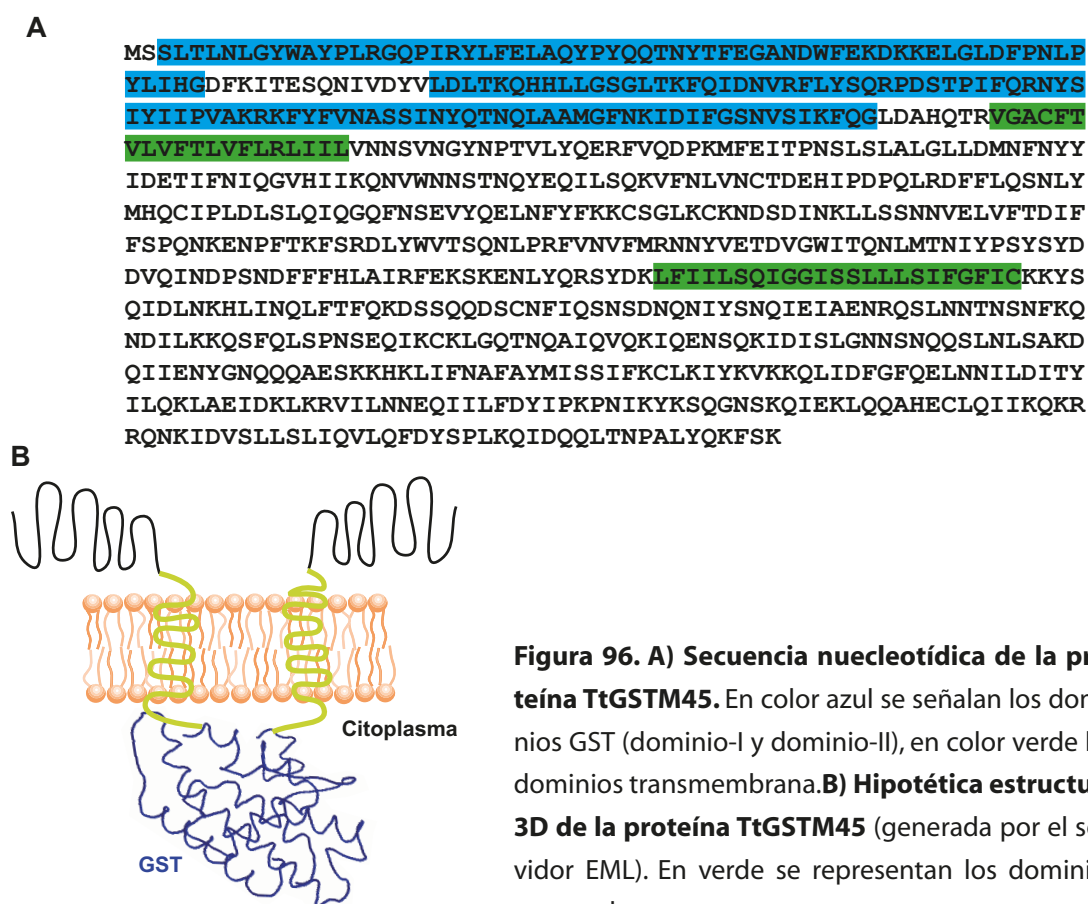 A
MSSLTLNLGYWAYPLRGQPIRYLFELAQYPYQQTNYTFEGANDWFEKDKKELGLDFPNLP
YLIHGDFKITESQNIVDYVLDLTKQHHLLGSGLTKFQIDNVRFLYSQRPDSTPIFQRNYS
IYIIPVAKRKFYFVNASSINYQTNQLAAMGFNKIDIFGSNVSIKFQGLDAHQTRVGACFT
VLVFTLVFLRLIILVNNSVNGYNPTVLYQERFVQDPKMFEITPNSLSLALGLLDMNFNYY
IDETIFNIQGVHIIKQNVWNNSTNQYEQILSQKVFNLVNCTDEHIPDPQLRDFFLQSNLY
MHQCIPLDLSLQIQGQFNSEVYQELNFYFKKCSGLKCKNDSDINKLLSSNNVELVFTDIF
FSPQNKENPFTKFSRDLYWVTSQNLPRFVNVFMRNNYVETDVGWITQNLMTNIYPSYSYD
DVQINDPSNDFFFHLAIRFEKSKENLYQRSYDKLFIILSQIGGISSLLLSIFGFICKKYS
QIDLNKHLINQLFTFQKDSSQQDSCNFIQSNSDNQNIYSNQIEIAENRQSLNNTNSNFKQ
NDILKKQSFQLSPNSEQIKCKLGQTNQAIQVQKIQENSQKIDISLGNNSNQQSLNLSAKD
QIIENYGNQQQAESKKHKLIFNAFAYMISSIFKCLKIYKVKKQLIDFGFQELNNILDITY
ILQKLAEIDKLKRVILNNEQIILFDYIPKPNIKYKSQGNSKQIEKLQQAHECLQIIKQKR
RQNKIDVSLLSLIQVLQFDYSPLKQIDQQLTNPALYQKFSK
B
Citoplasma
GST
Figura 96. A) Secuencia nuecleotídica de la pr
teína TtGSTM45. En color azul se señalan los dom
nios GST (dominio-I y dominio-II), en color verde l
dominios transmembrana.B) Hipotética estructu
3D de la proteína TtGSTM45 (generada por el se
vidor EML). En verde se representan los domini